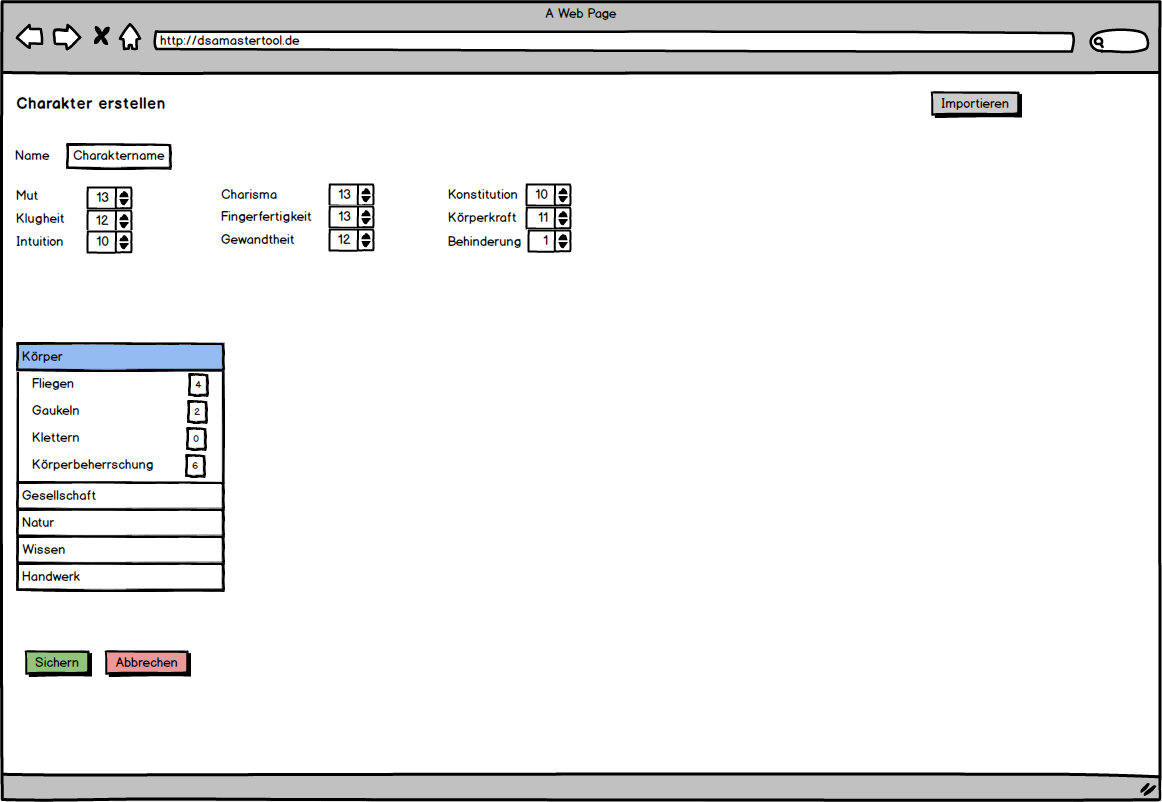 A Web Page
http://dsamastertool.de
Charakter erstellen
Importieren
Name Charaktername
Mut 13 Charisma 13 Konstitution 10
Klugheit 12 Fingerfertigkeit 13 Körperkraft 11
Intuition 10 Gewandtheit 12 Behinderung 1
Körper
Fliegen 4
Gaukeln 2
Klettern 0
Körperbeherrschung 6
Gesellschaft
Natur
Wissen
Handwerk
Sichern Abbrechen